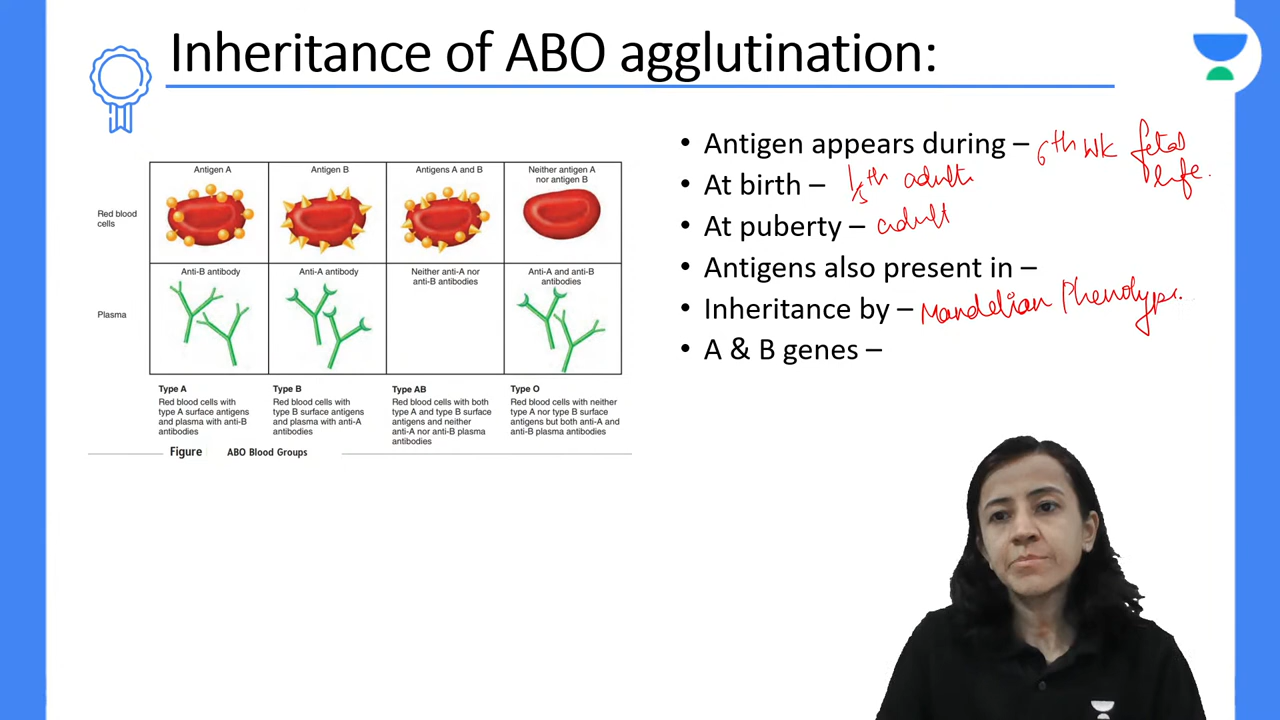 Inheritance of ABO agglutination:
Antigen A
Antigen B
Antigens A and B
Neither antigen A
nor antigen B
Red blood
cells
Anti-B antibody
Anti-A antibody
Neither anti-A nor
anti-B antibodies
Anti-A and anti-B
antibodies
Plasma
Type A
Red blood cells with
type A surface antigens
and plasma with anti-B
antibodies
Type B
Red blood cells with
type B surface antigens
and plasma with anti-A
antibodies
Type AB
Red blood cells with both
type A and type B surface
antigens and neither
anti-A nor anti-B plasma
antibodies
Type O
Red blood cells with neither
type A nor type B surface
antigens but both anti-A and
anti-B plasma antibodies
Figure ABO Blood Groups
• Antigen appears during – 6th wk fetal life.
• At birth – 1/5th adult
• At puberty – adult
• Antigens also present in –
• Inheritance by – Mandelian Phenotype.
• A & B genes –